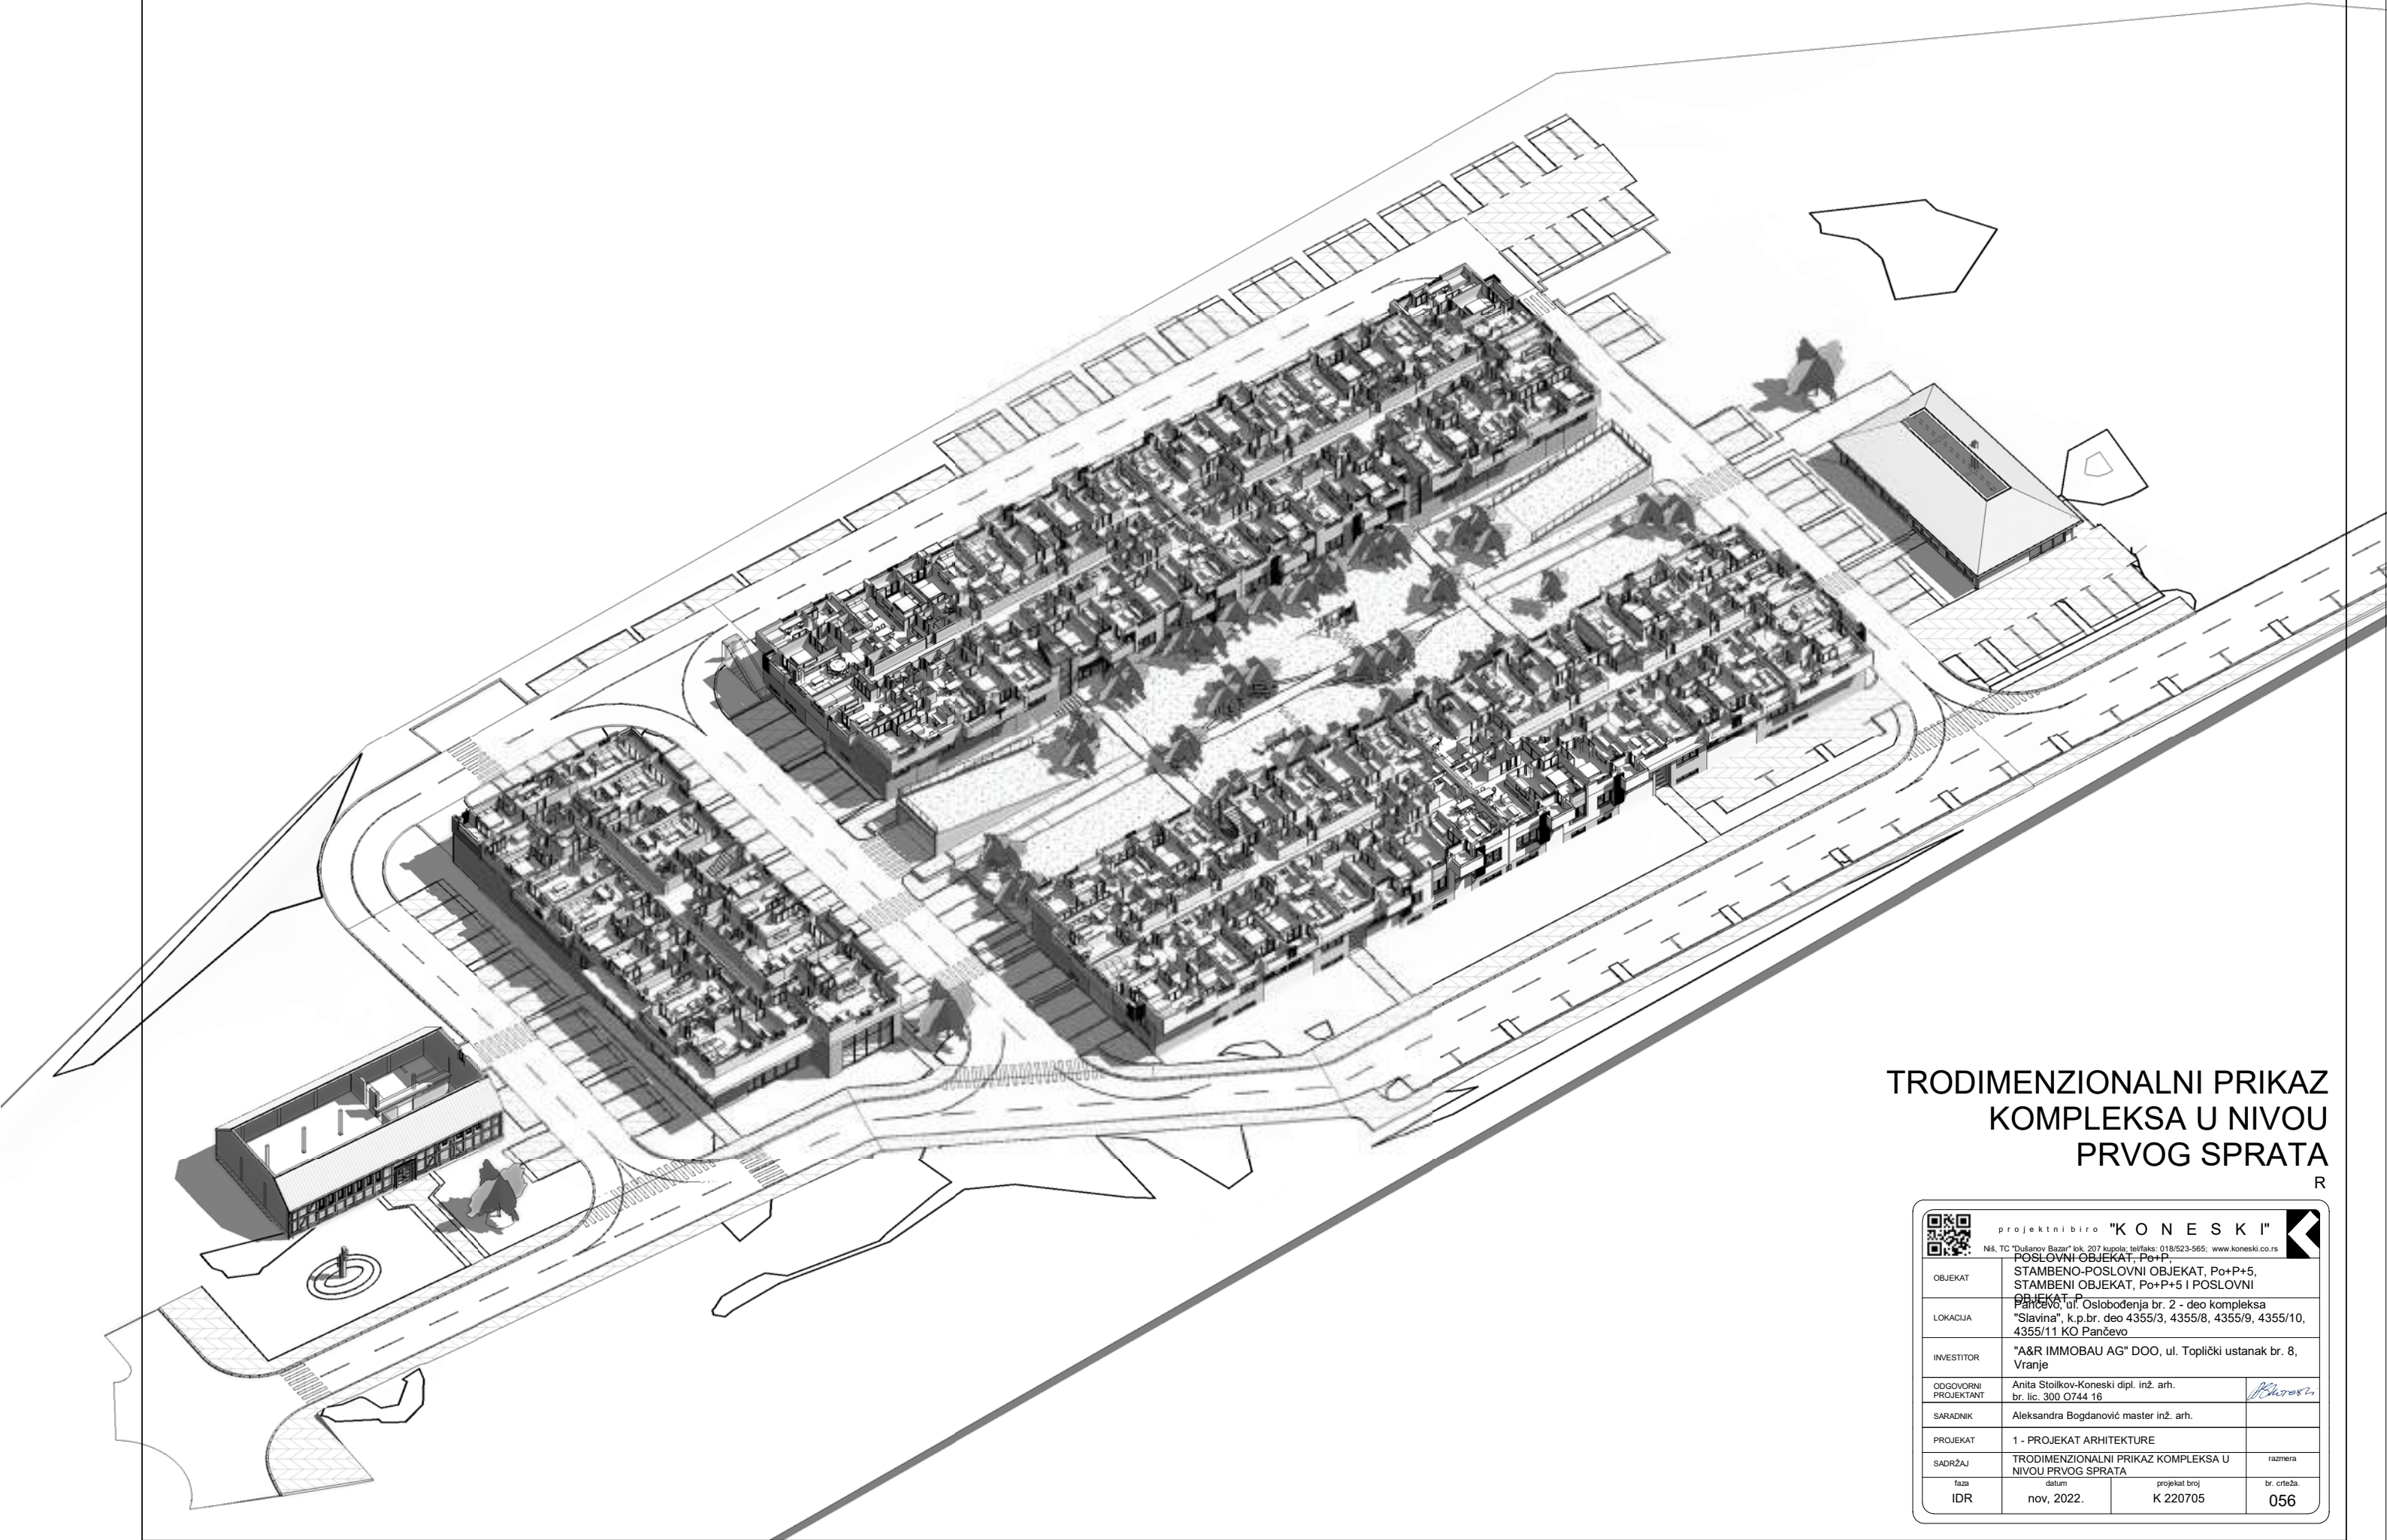 TRODIMENZIONALNI PRIKAZ
KOMPLEKSA U NIVOU
PRVOG SPRATA
R
projektni biro "KONESKI"
Niš, TC "Dušanov Bazar" lok. 207 kupola; tel/faks: 018/523-565; www.koneski.co.rs
OBJEKAT
POSLOVNI OBJEKAT, Po+P,
STAMBENO-POSLOVNI OBJEKAT, Po+P+5,
STAMBENI OBJEKAT, Po+P+5 I POSLOVNI
OBJEKAT, P
LOKACIJA
Pančevo, ul. Oslobođenja br. 2 - deo kompleksa
"Slavina", k.p.br. deo 4355/3, 4355/8, 4355/9, 4355/10,
4355/11 KO Pančevo
INVESTITOR
"A&R IMMOBAU AG" DOO, ul. Toplički ustanak br. 8,
Vranje
ODGOVORNI
PROJEKTANT
Anita Stoilkov-Koneski dipl. inž. arh.
br. lic. 300 O744 16
SARADNIK
Aleksandra Bogdanović master inž. arh.
PROJEKAT
1 - PROJEKAT ARHITEKTURE
SADRŽAJ
TRODIMENZIONALNI PRIKAZ KOMPLEKSA U
NIVOU PRVOG SPRATA
razmera
faza
IDR
datum
nov, 2022.
projekat broj
K 220705
br. crteža.
056